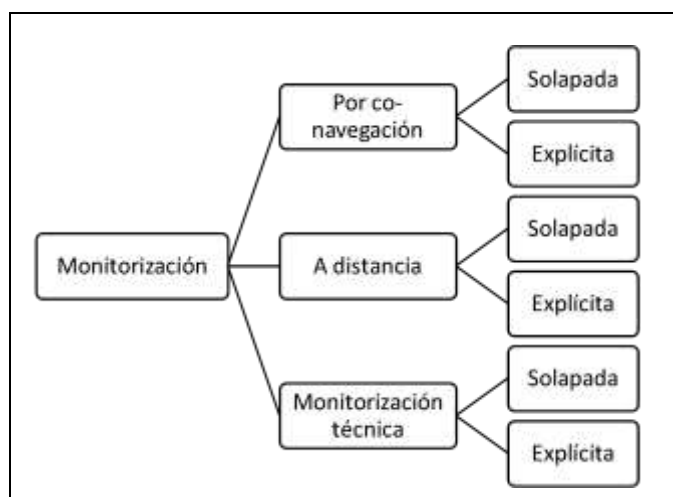 Monitorización
Por co-
navegación
Solapada
Explícita
A distancia
Solapada
Explícita
Monitorización
técnica
Solapada
Explícita